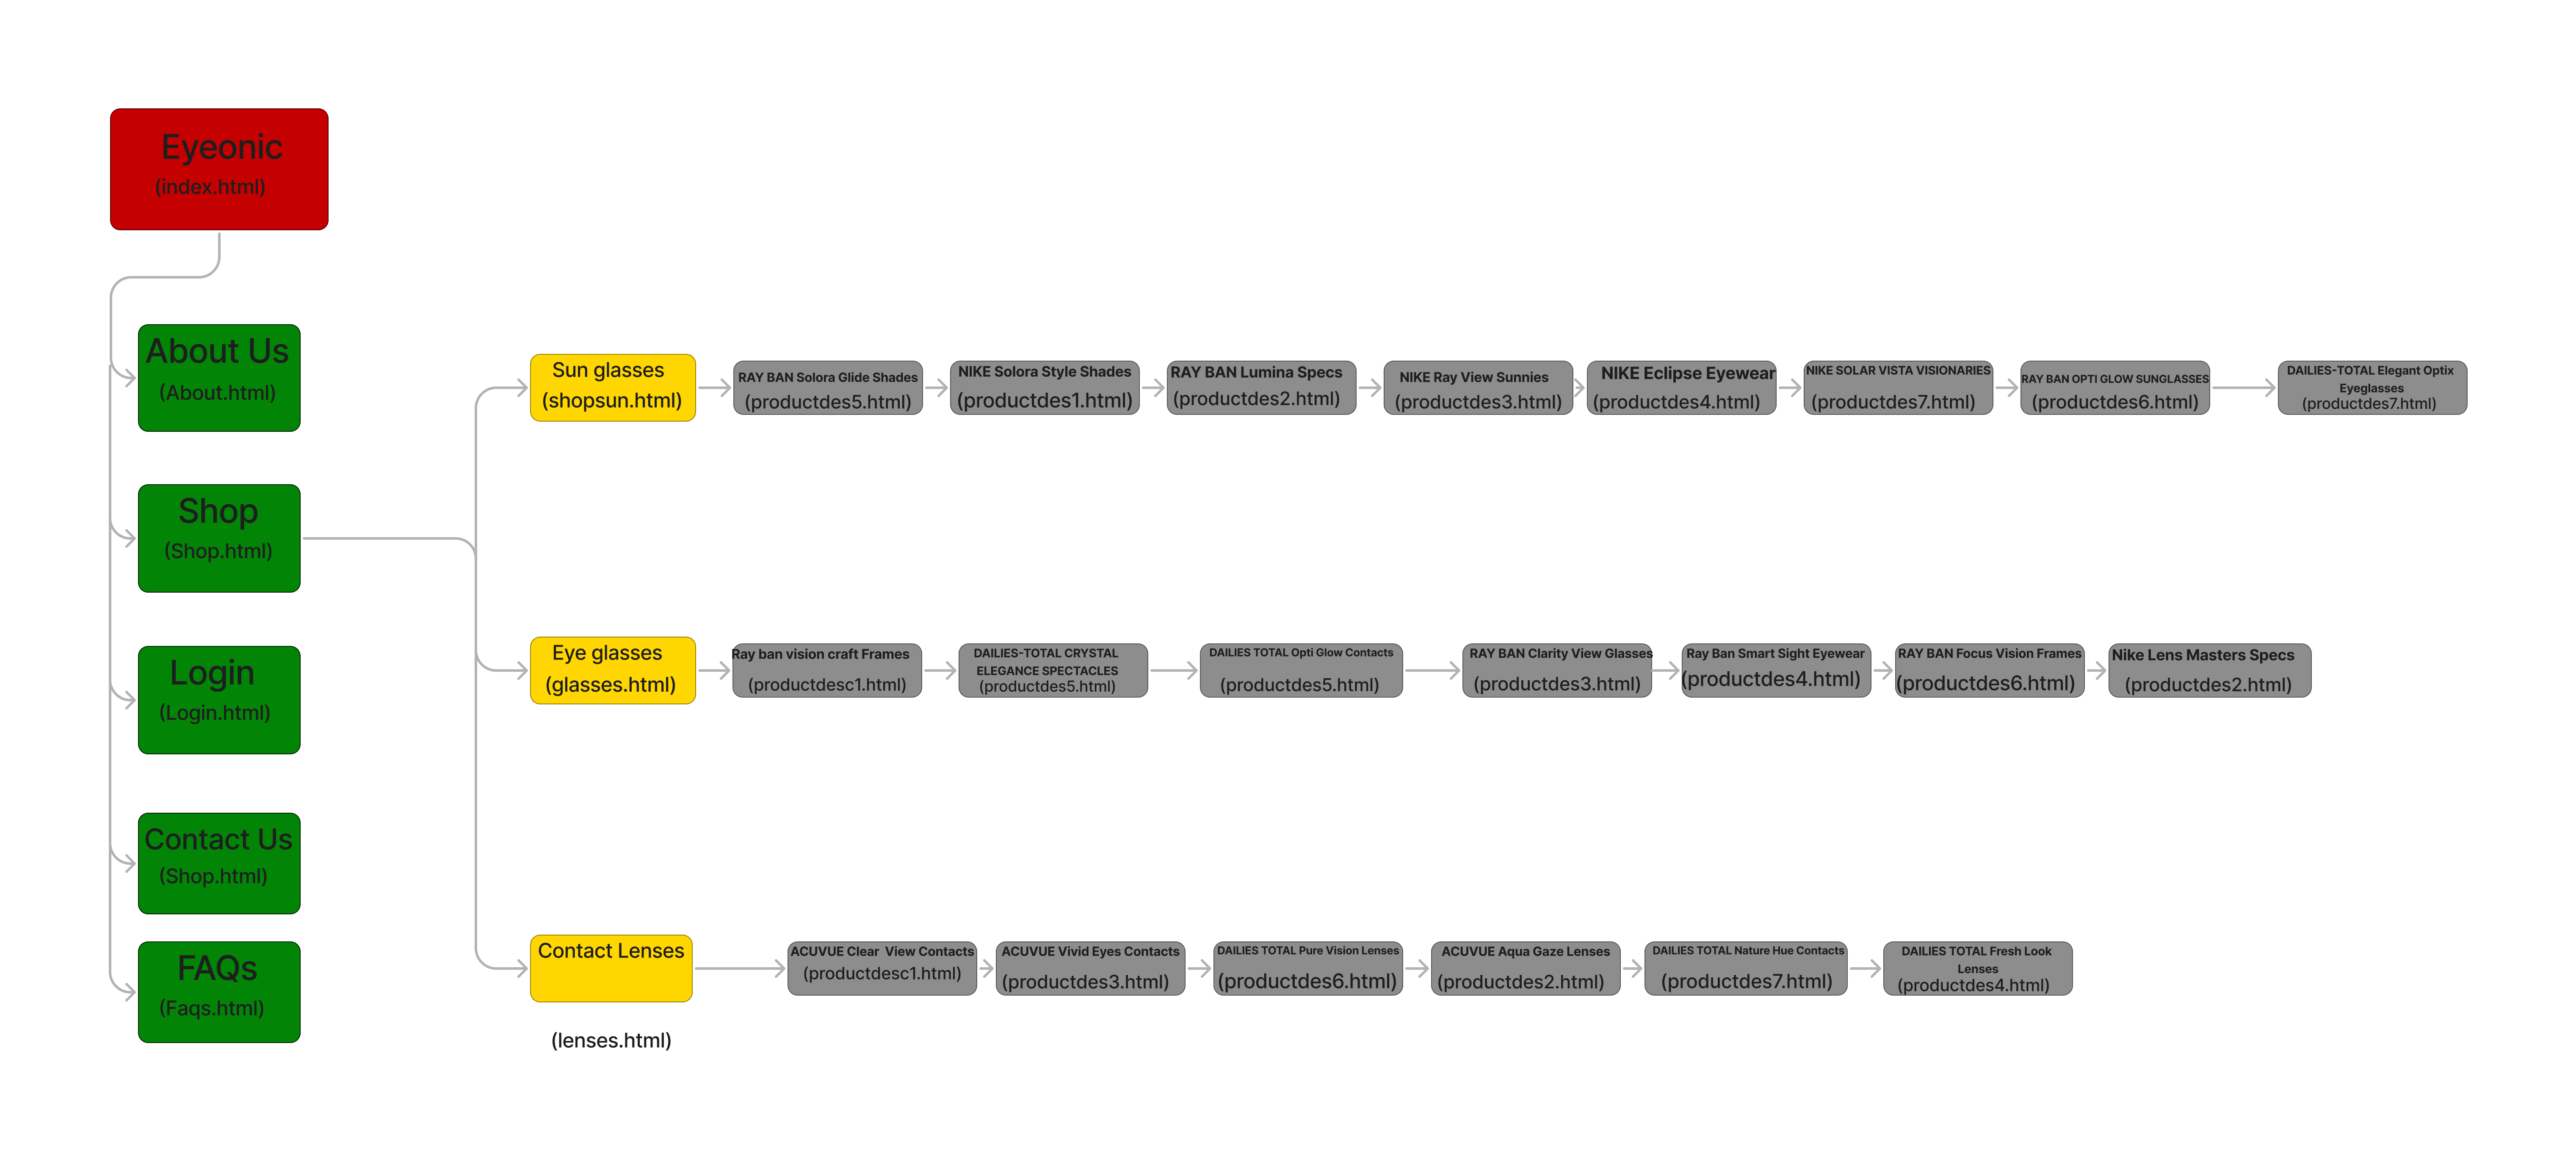 Eyeonic
(index.html)
About Us
(About.html)
Shop
(Shop.html)
Login
(Login.html)
Contact Us
(Shop.html)
FAQs
(Faqs.html)
Sun glasses
(shopsun.html)
RAY BAN Solora Glide Shades
(productdes5.html)
NIKE Solora Style Shades
(productdes1.html)
RAY BAN Lumina Specs
(productdes2.html)
NIKE Ray View Sunnies
(productdes3.html)
NIKE Eclipse Eyewear
(productdes4.html)
NIKE SOLAR VISTA VISIONARIES
(productdes7.html)
RAY BAN OPTI GLOW SUNGLASSES
(productdes6.html)
DAILIES-TOTAL Elegant Optix
Eyeglasses
(productdes7.html)
Eye glasses
(glasses.html)
Ray ban vision craft Frames
(productdesc1.html)
DAILIES-TOTAL CRYSTAL
ELEGANCE SPECTACLES
(productdes5.html)
DAILIES TOTAL Opti Glow Contacts
(productdes5.html)
RAY BAN Clarity View Glasses
(productdes3.html)
Ray Ban Smart Sight Eyewear
(productdes4.html)
RAY BAN Focus Vision Frames
(productdes6.html)
Nike Lens Masters Specs
(productdes2.html)
Contact Lenses
(lenses.html)
ACUVUE Clear View Contacts
(productdesc1.html)
ACUVUE Vivid Eyes Contacts
(productdes3.html)
DAILIES TOTAL Pure Vision Lenses
(productdes6.html)
ACUVUE Aqua Gaze Lenses
(productdes2.html)
DAILIES TOTAL Nature Hue Contacts
(productdes7.html)
DAILIES TOTAL Fresh Look
Lenses
(productdes4.html)